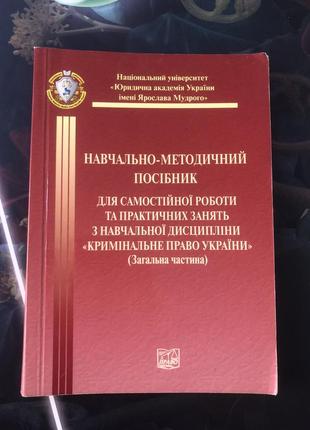 Національний університет
«Юридична академія України
імені Ярослава Мудрого»
НАВЧАЛЬНО-МЕТОДИЧНИЙ
ПОСІБНИК
ДЛЯ САМОСТІЙНОЇ РОБОТИ
ТА ПРАКТИЧНИХ ЗАНЯТЬ
З НАВЧАЛЬНОЇ ДИСЦИПЛІНИ
«КРИМІНАЛЬНЕ ПРАВО УКРАЇНИ»
(Загальна частина)
ПРАВО